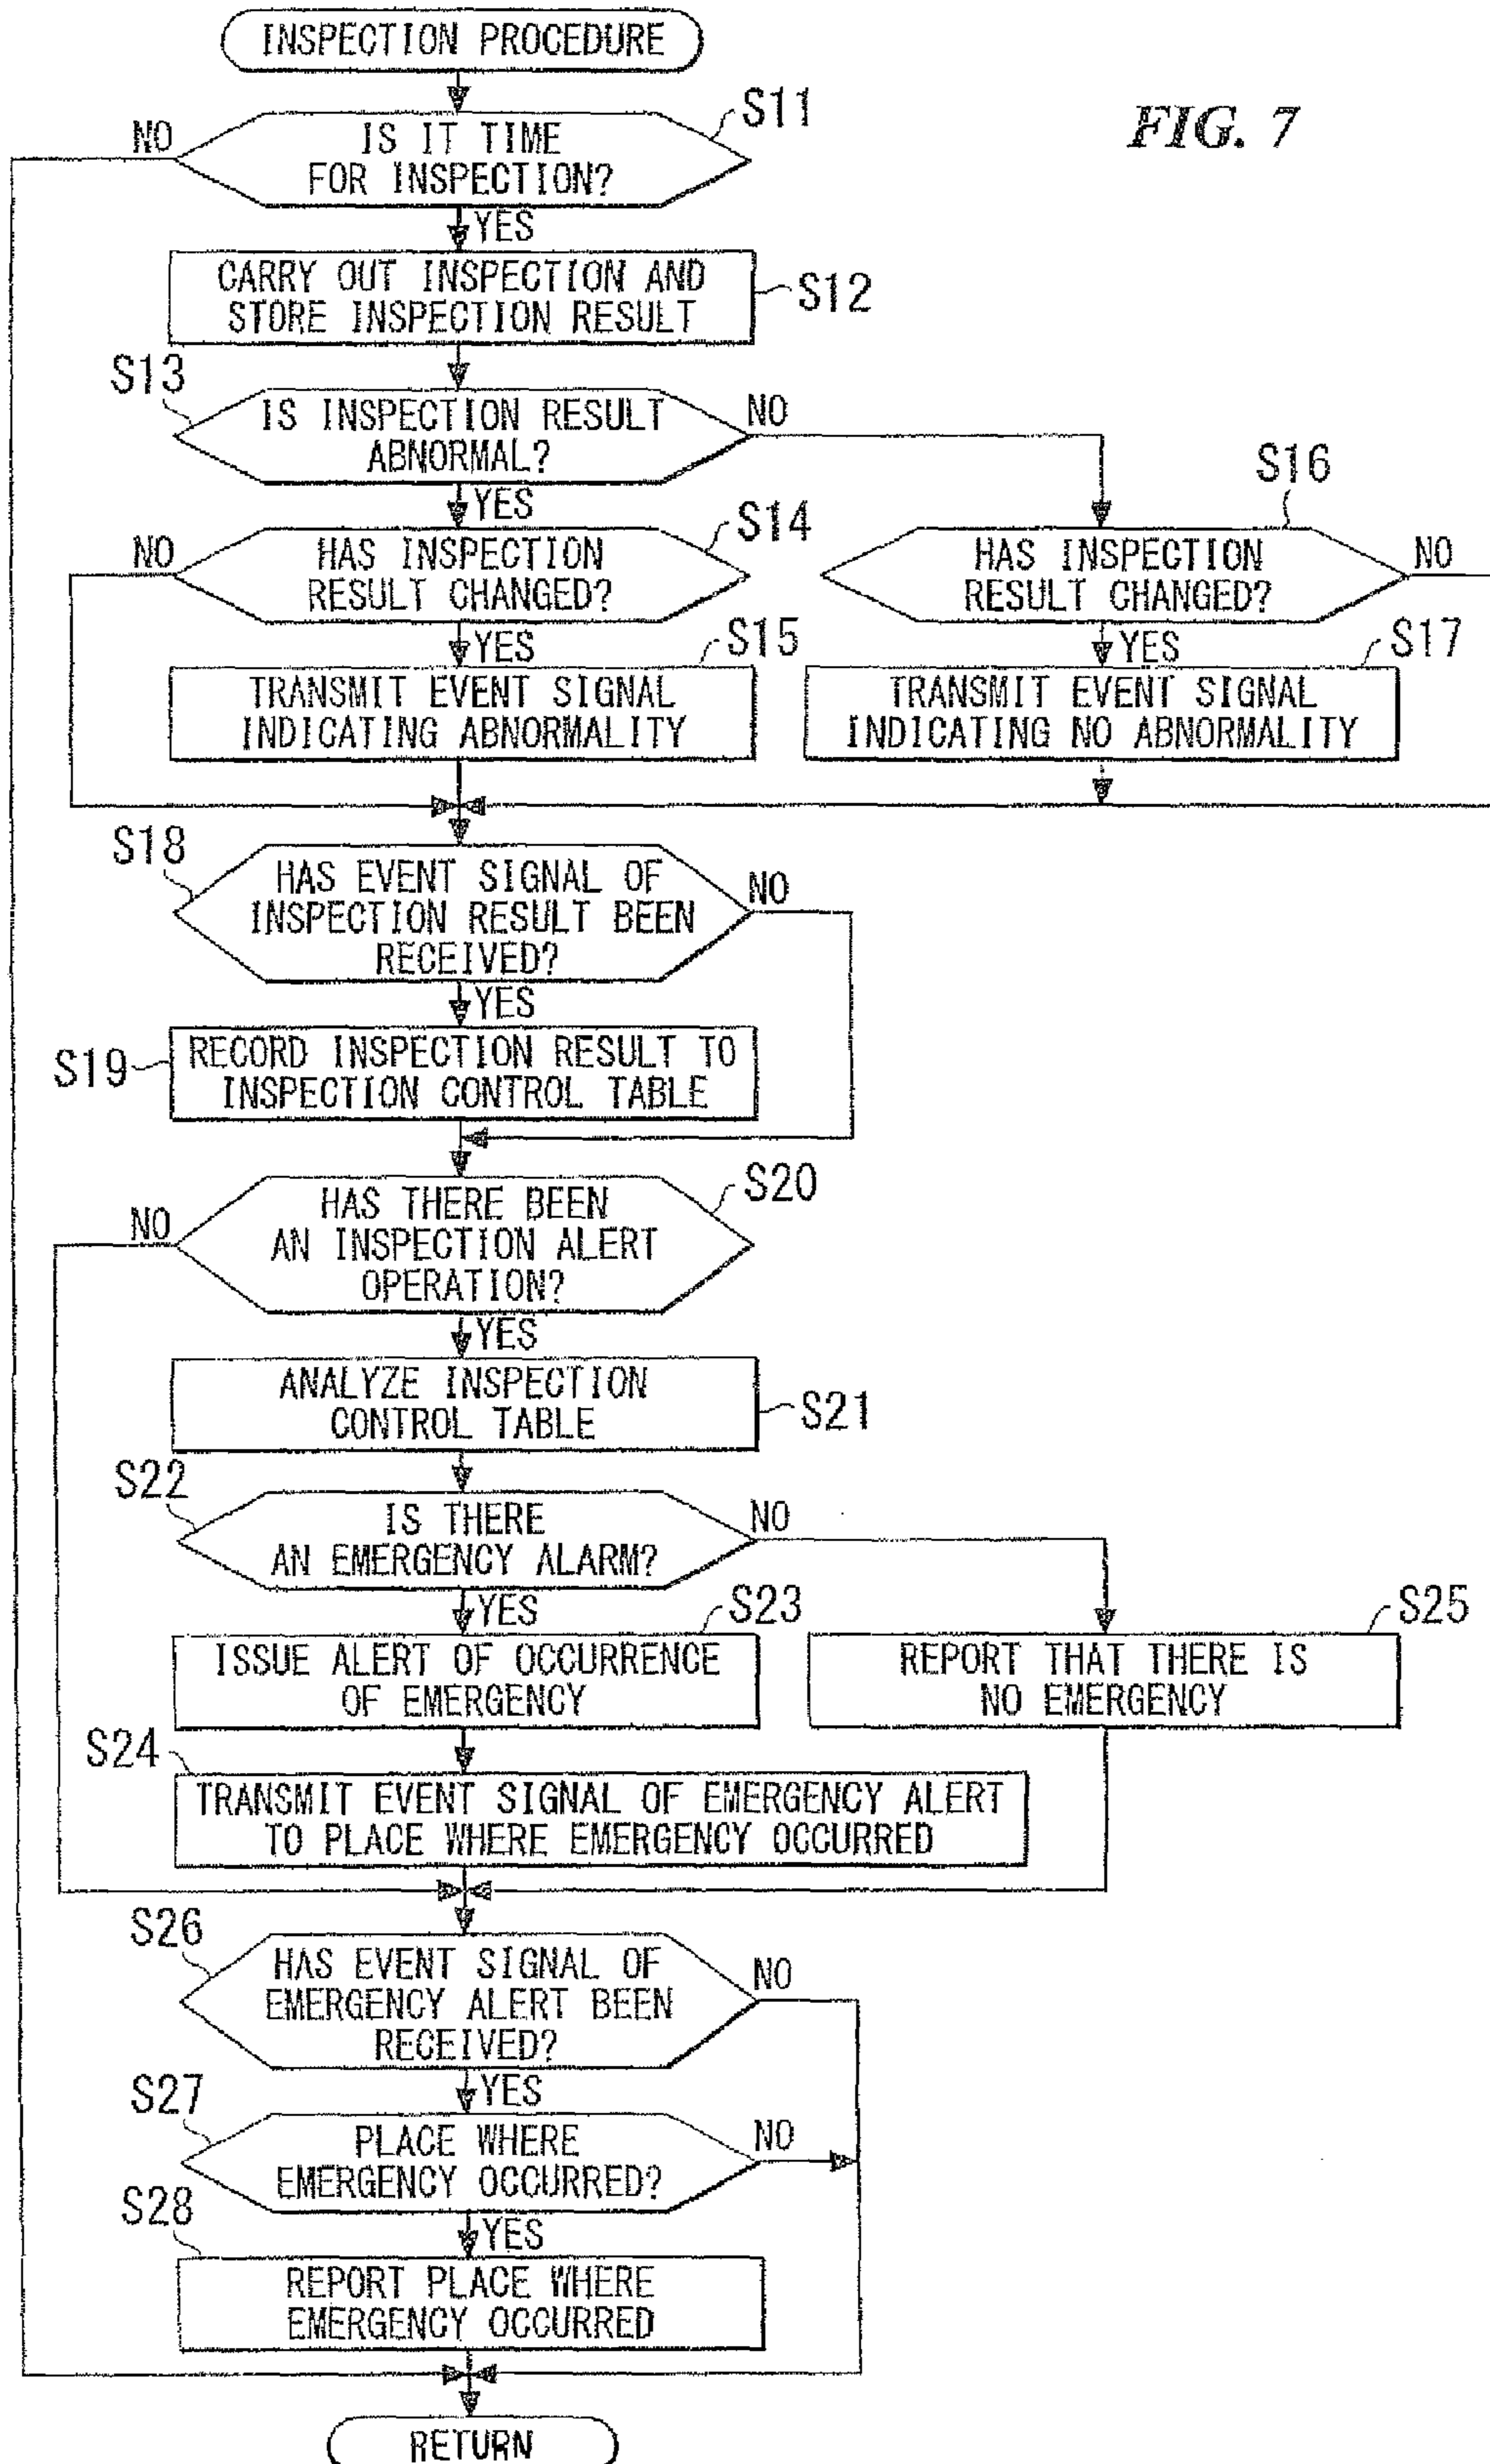 INSPECTION PROCEDURE
FIG. 7
S11
NO
IS IT TIME
FOR INSPECTION?
YES
CARRY OUT INSPECTION AND
STORE INSPECTION RESULT
S12
S13
IS INSPECTION RESULT
ABNORMAL?
NO
YES
S14
NO
HAS INSPECTION
RESULT CHANGED?
YES
S16
HAS INSPECTION
RESULT CHANGED?
NO
YES
S15
TRANSMIT EVENT SIGNAL
INDICATING ABNORMALITY
S17
TRANSMIT EVENT SIGNAL
INDICATING NO ABNORMALITY
S18
HAS EVENT SIGNAL OF
INSPECTION RESULT BEEN
RECEIVED?
NO
YES
S19
RECORD INSPECTION RESULT TO
INSPECTION CONTROL TABLE
S20
NO
HAS THERE BEEN
AN INSPECTION ALERT
OPERATION?
YES
ANALYZE INSPECTION
CONTROL TABLE
S21
S22
IS THERE
AN EMERGENCY ALARM?
NO
YES
S23
ISSUE ALERT OF OCCURRENCE
OF EMERGENCY
S25
REPORT THAT THERE IS
NO EMERGENCY
S24
TRANSMIT EVENT SIGNAL OF EMERGENCY ALERT
TO PLACE WHERE EMERGENCY OCCURRED
S26
HAS EVENT SIGNAL OF
EMERGENCY ALERT BEEN
RECEIVED?
NO
YES
S27
PLACE WHERE
EMERGENCY OCCURRED?
NO
YES
S28
REPORT PLACE WHERE
EMERGENCY OCCURRED
RETURN